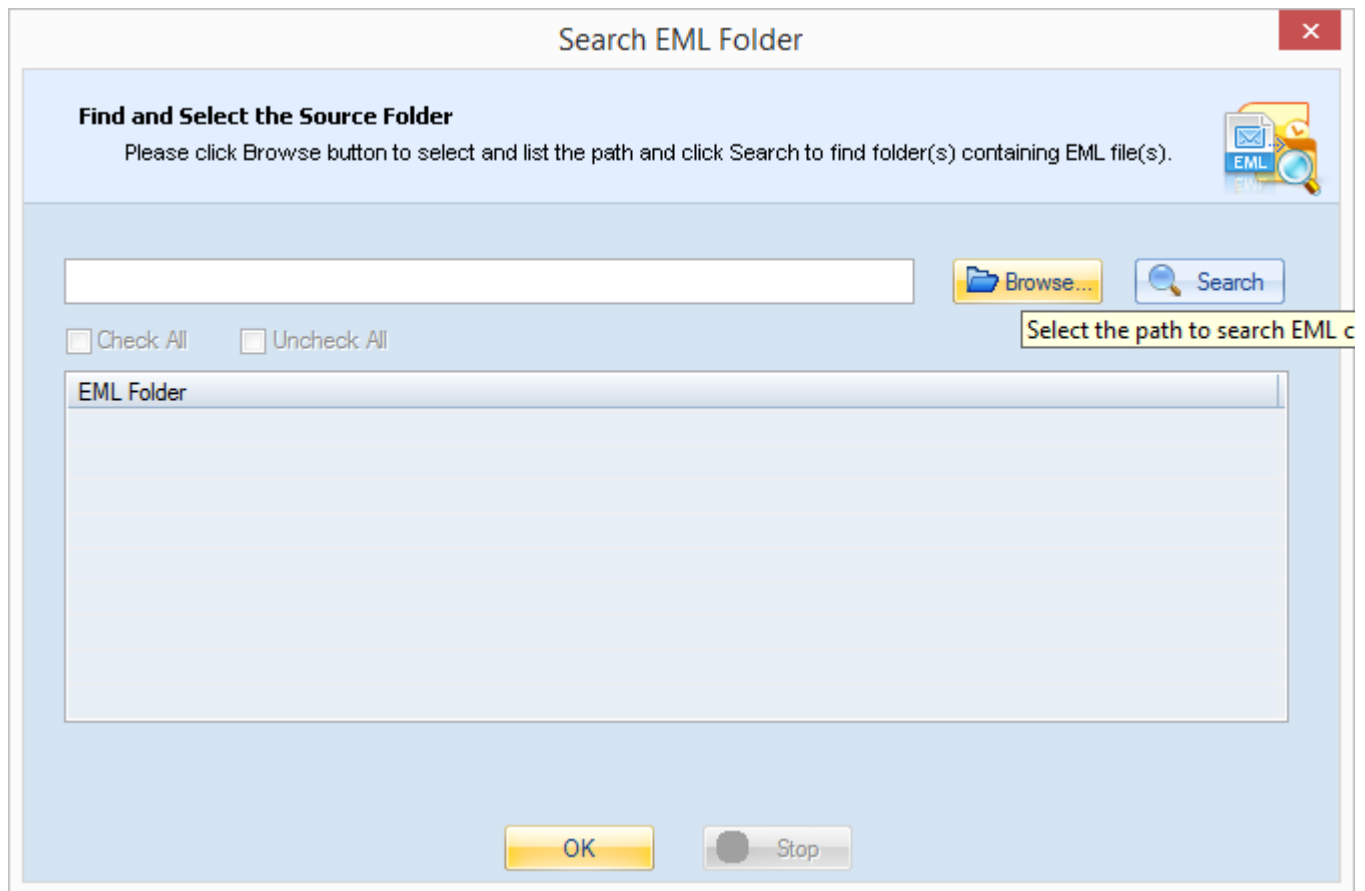 Search EML Folder
Find and Select the Source Folder
Please click Browse button to select and list the path and click Search to find folder(s) containing EML file(s).
EML
Browse...
Search
Check All
Uncheck All
Select the path to search EML c
EML Folder
OK
Stop